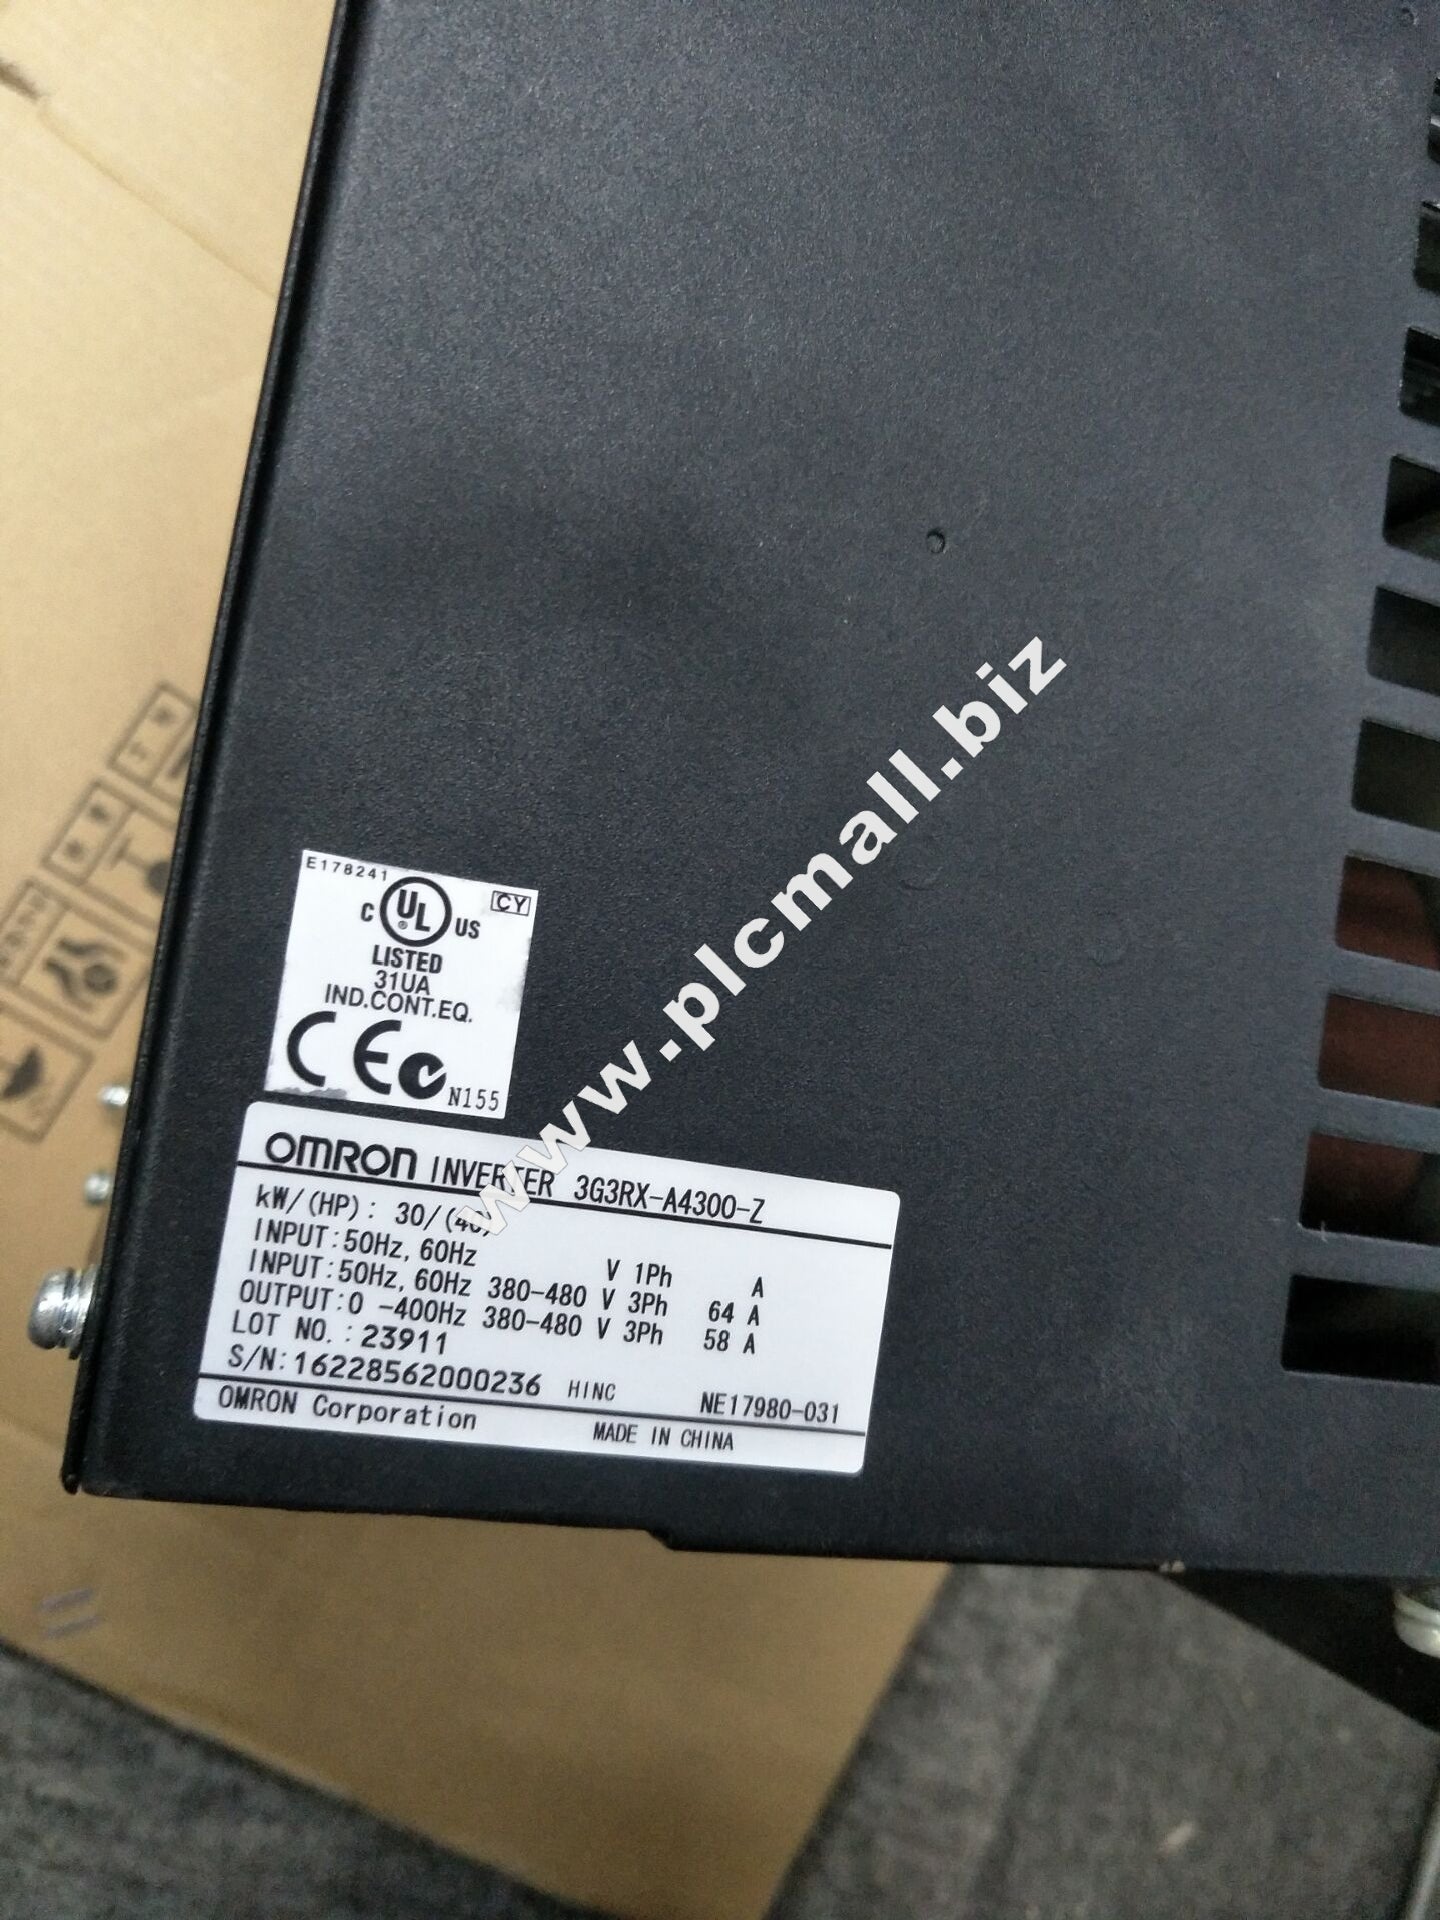 E178241
CY
C UL US
®
LISTED
31UA
IND.CONT.EQ.
CE N155
OMRON INVERTER 3G3RX-A4300-Z
kW/(HP): 30/(40)
INPUT:50Hz, 60Hz V 1Ph A
INPUT:50Hz, 60Hz 380-480 V 3Ph 64 A
OUTPUT:0 -400Hz 380-480 V 3Ph 58 A
LOT NO.: 23911
S/N:16228562000236 HINC NE17980-031
OMRON Corporation MADE IN CHINA
www.plcmall.biz